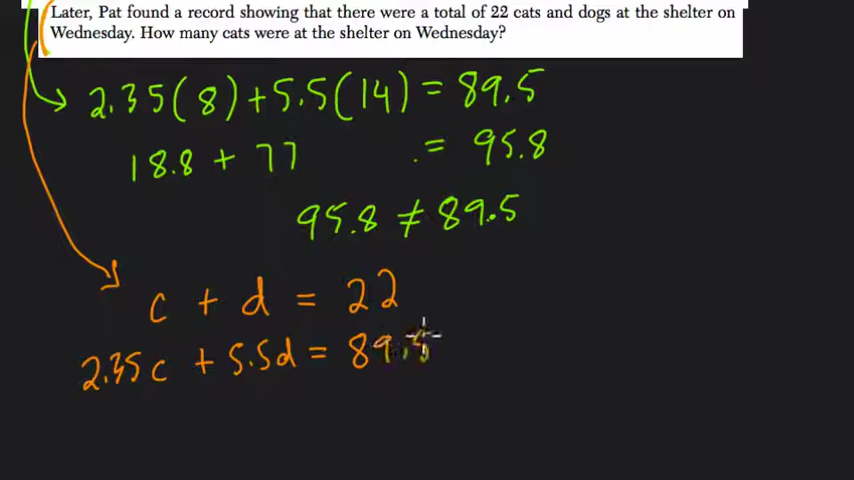 Later, Pat found a record showing that there were a total of 22 cats and dogs at the shelter on
Wednesday. How many cats were at the shelter on Wednesday?
2.35(8)+5.5(14) = 89.5
18.8 + 77 . = 95.8
95.8 ≠ 89.5
c + d = 22
2.35c + 5.5d = 89.5